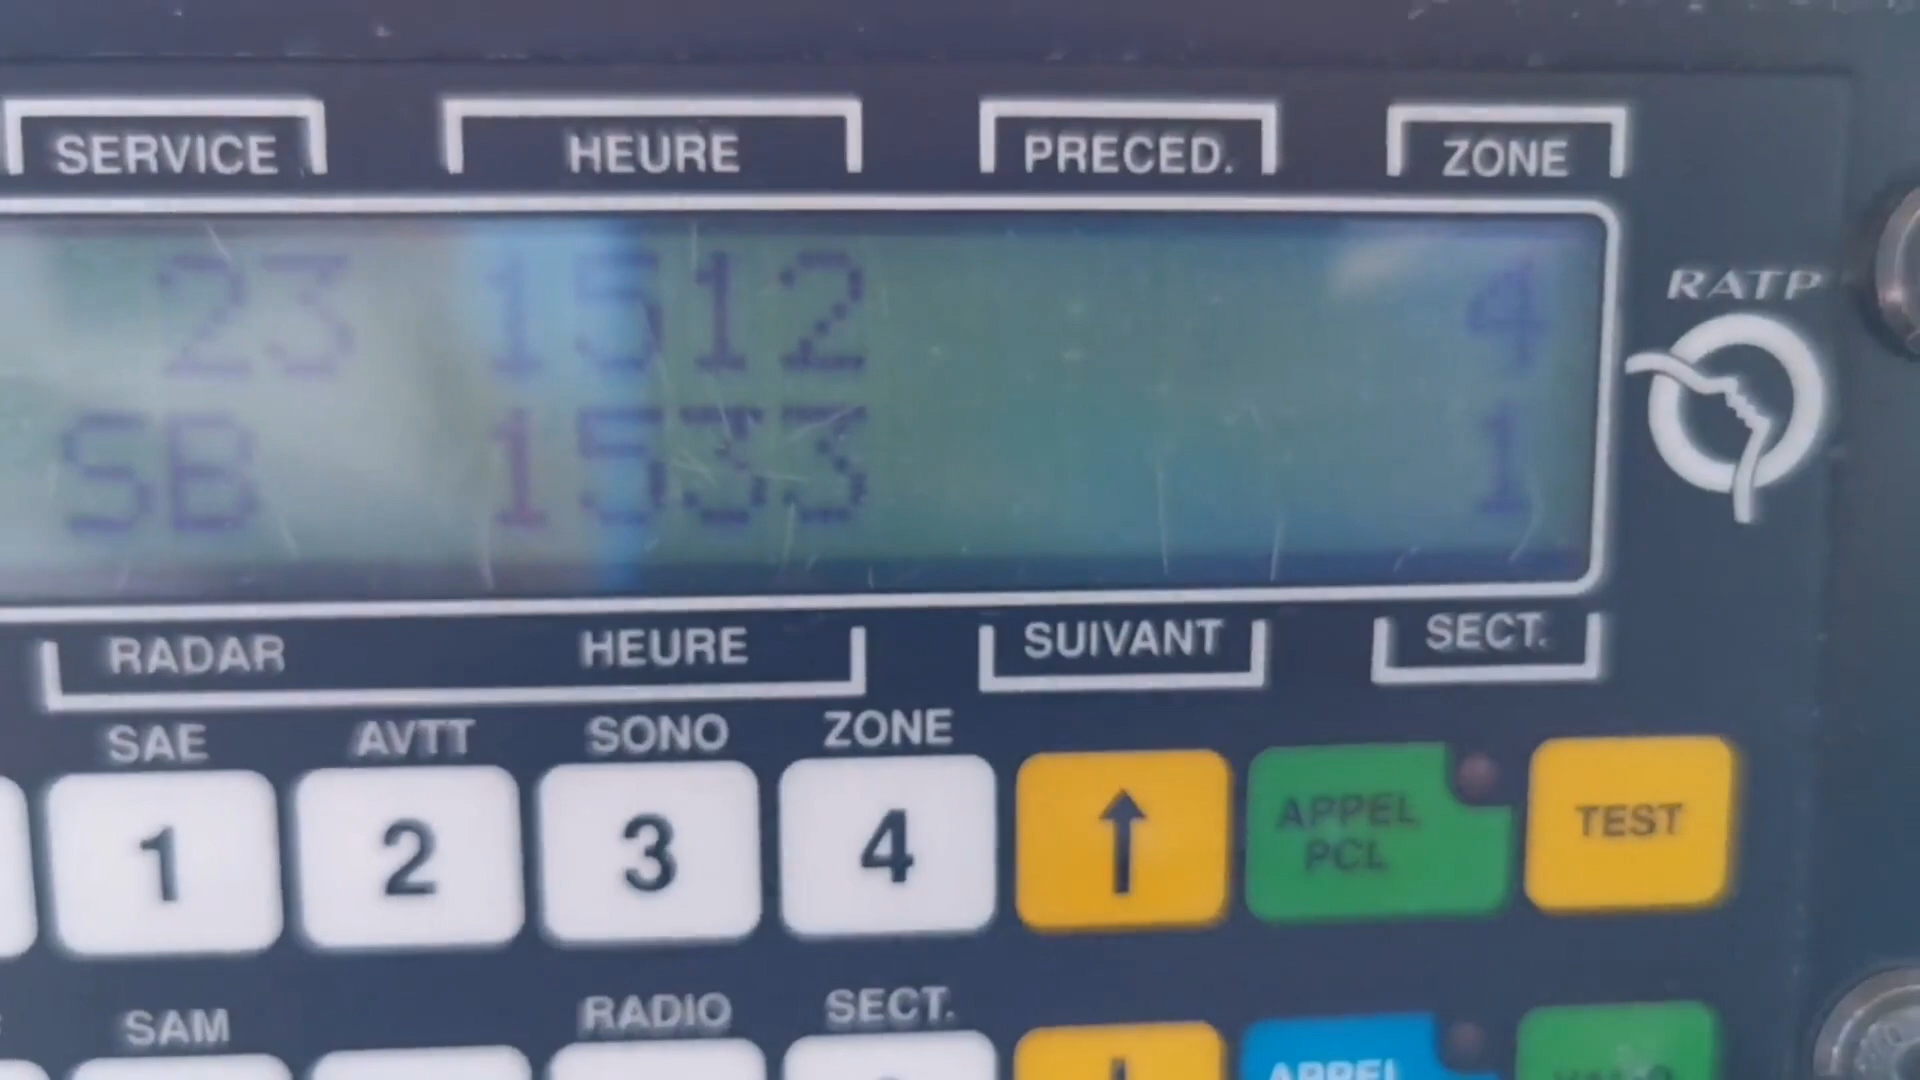 SERVICE HEURE PRECED. ZONE
23 1512 4
RATP
SB 1533 1
RADAR HEURE SUIVANT SECT.
SAE AVTT SONO ZONE
1 2 3 4 ↑ APPEL PCL TEST
SAM RADIO SECT.
APPEL